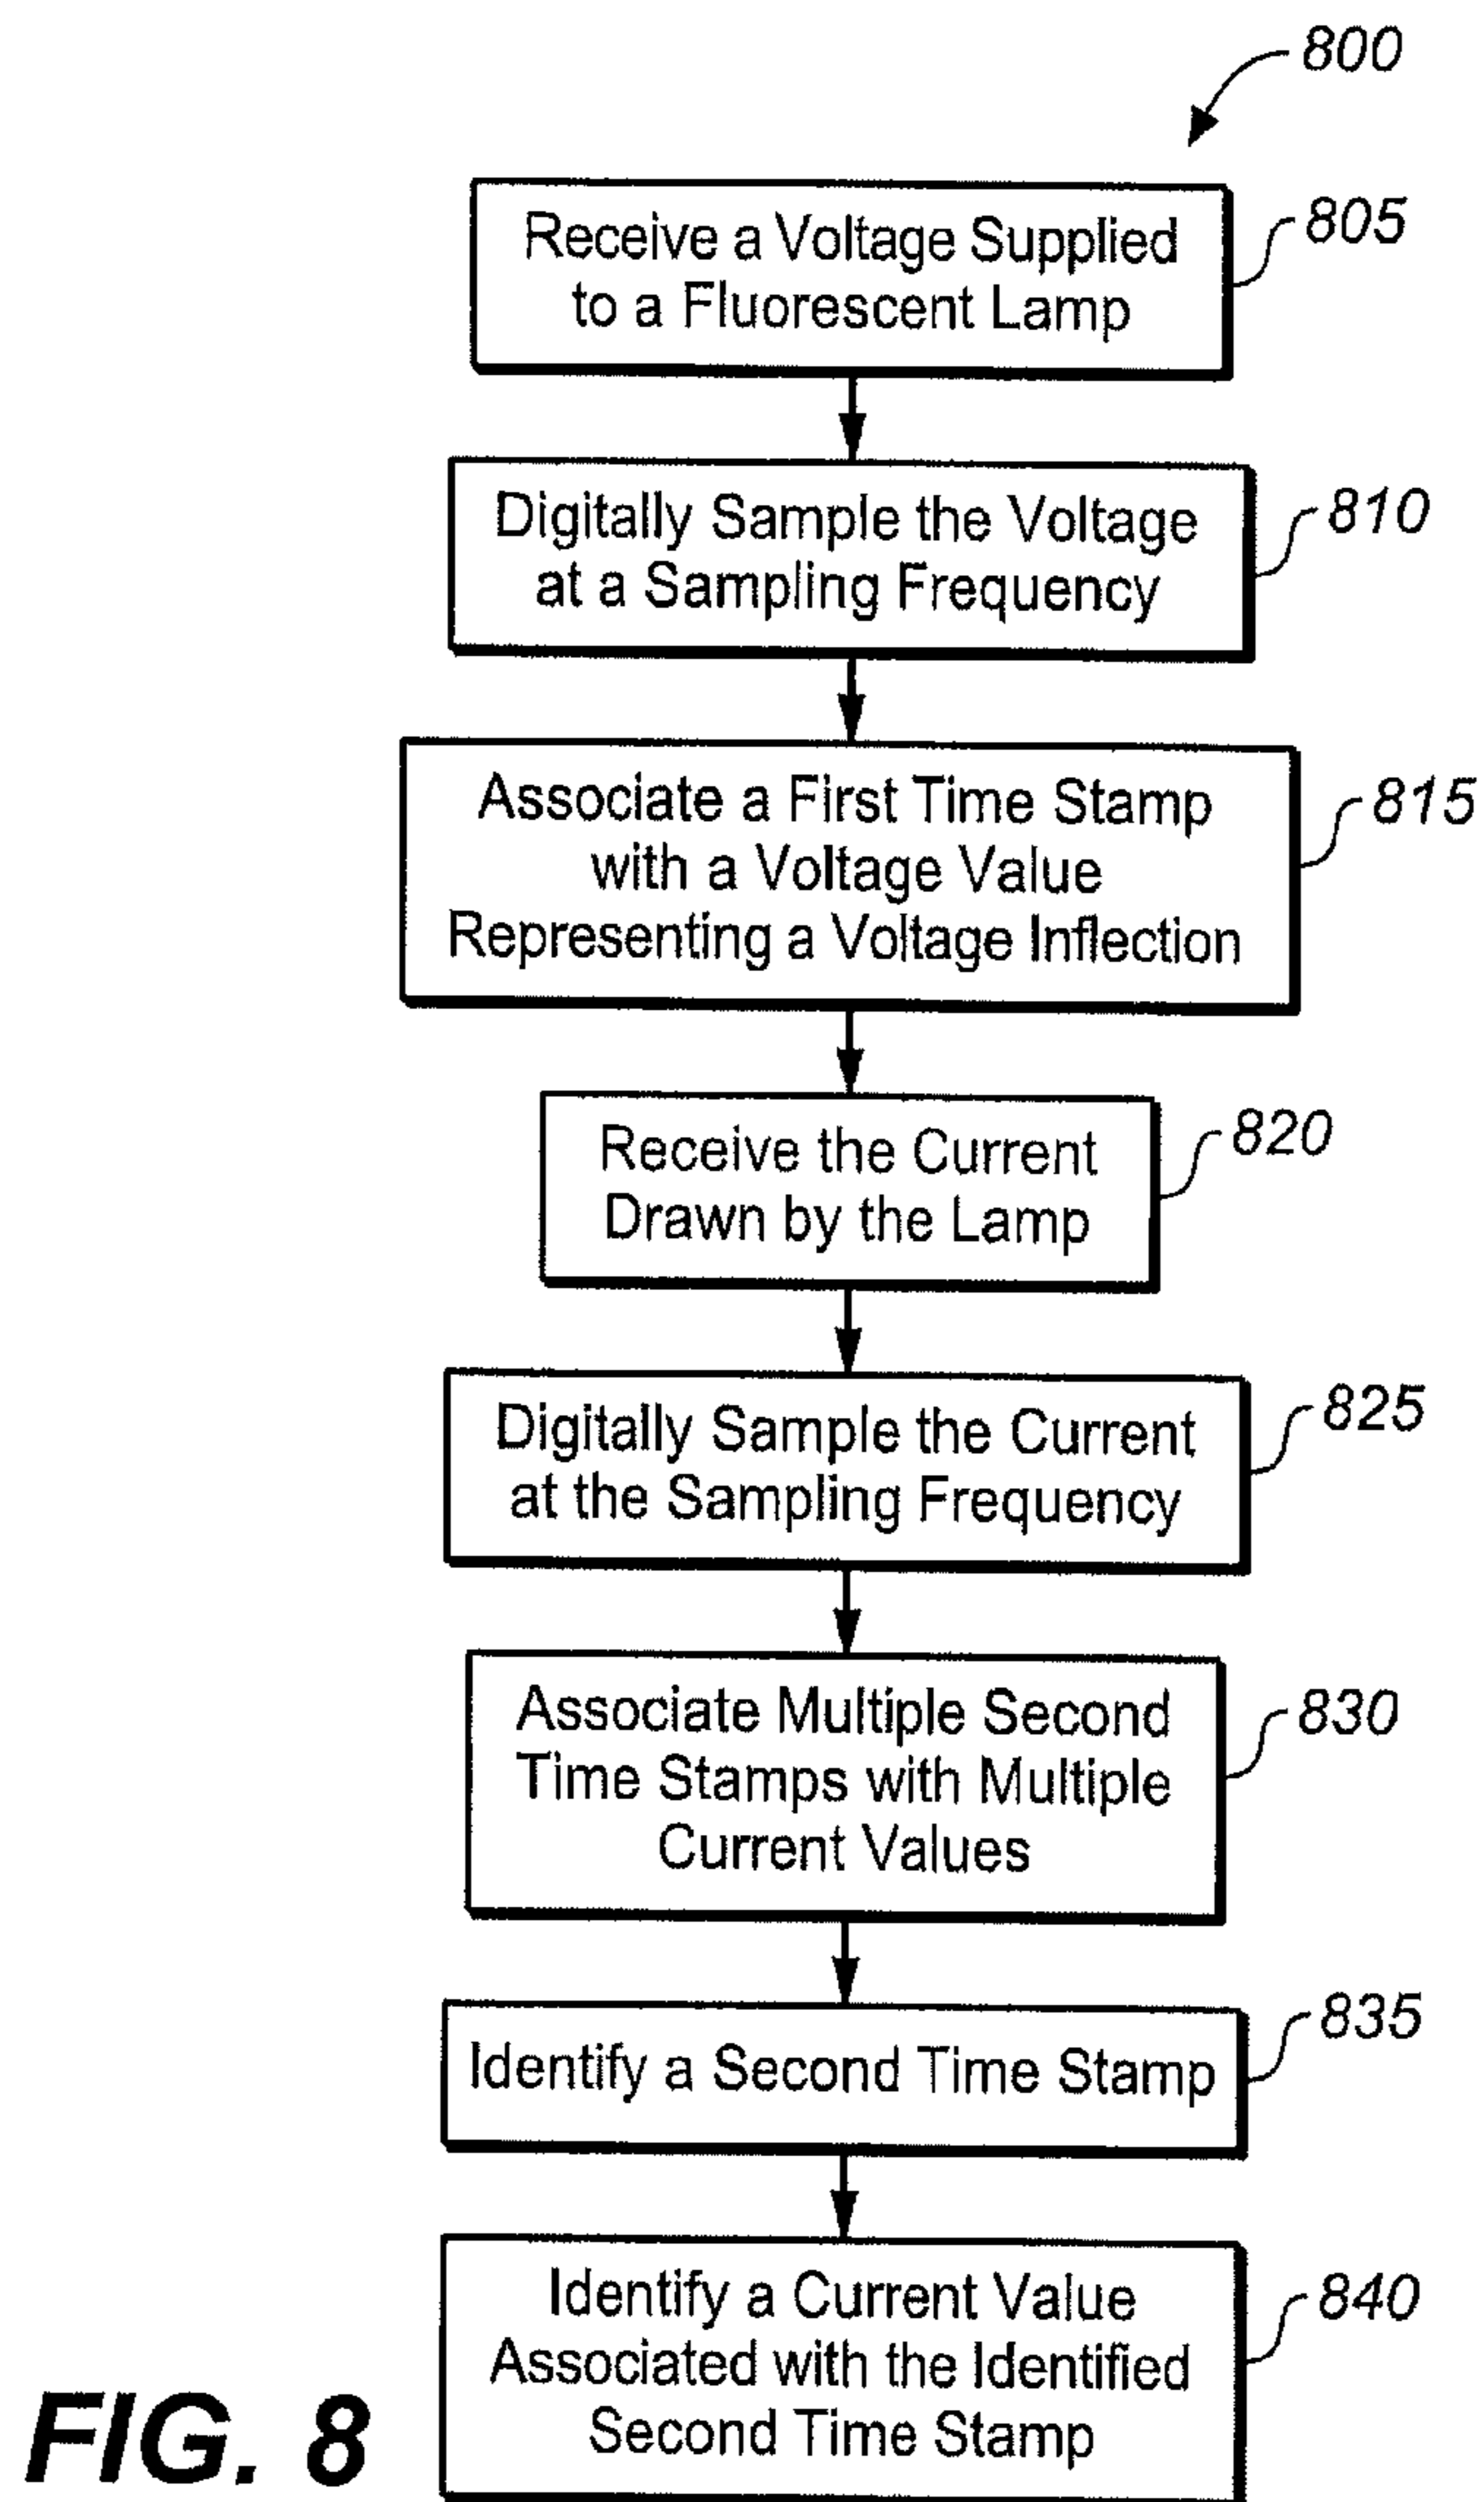 800
Receive a Voltage Supplied
to a Fluorescent Lamp
805
Digitally Sample the Voltage
at a Sampling Frequency
810
Associate a First Time Stamp
with a Voltage Value
Representing a Voltage Inflection
815
Receive the Current
Drawn by the Lamp
820
Digitally Sample the Current
at the Sampling Frequency
825
Associate Multiple Second
Time Stamps with Multiple
Current Values
830
Identify a Second Time Stamp
835
Identify a Current Value
Associated with the Identified
Second Time Stamp
840
FIG. 8